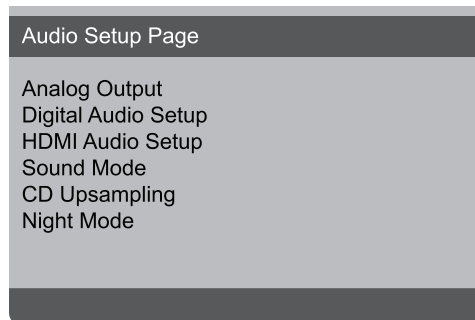 Audio Setup Page
Analog Output
Digital Audio Setup
HDMI Audio Setup
Sound Mode
CD Upsampling
Night Mode